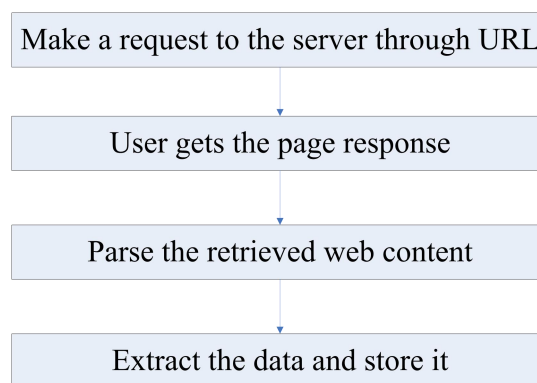 Make a request to the server through URL
User gets the page response
Parse the retrieved web content
Extract the data and store it